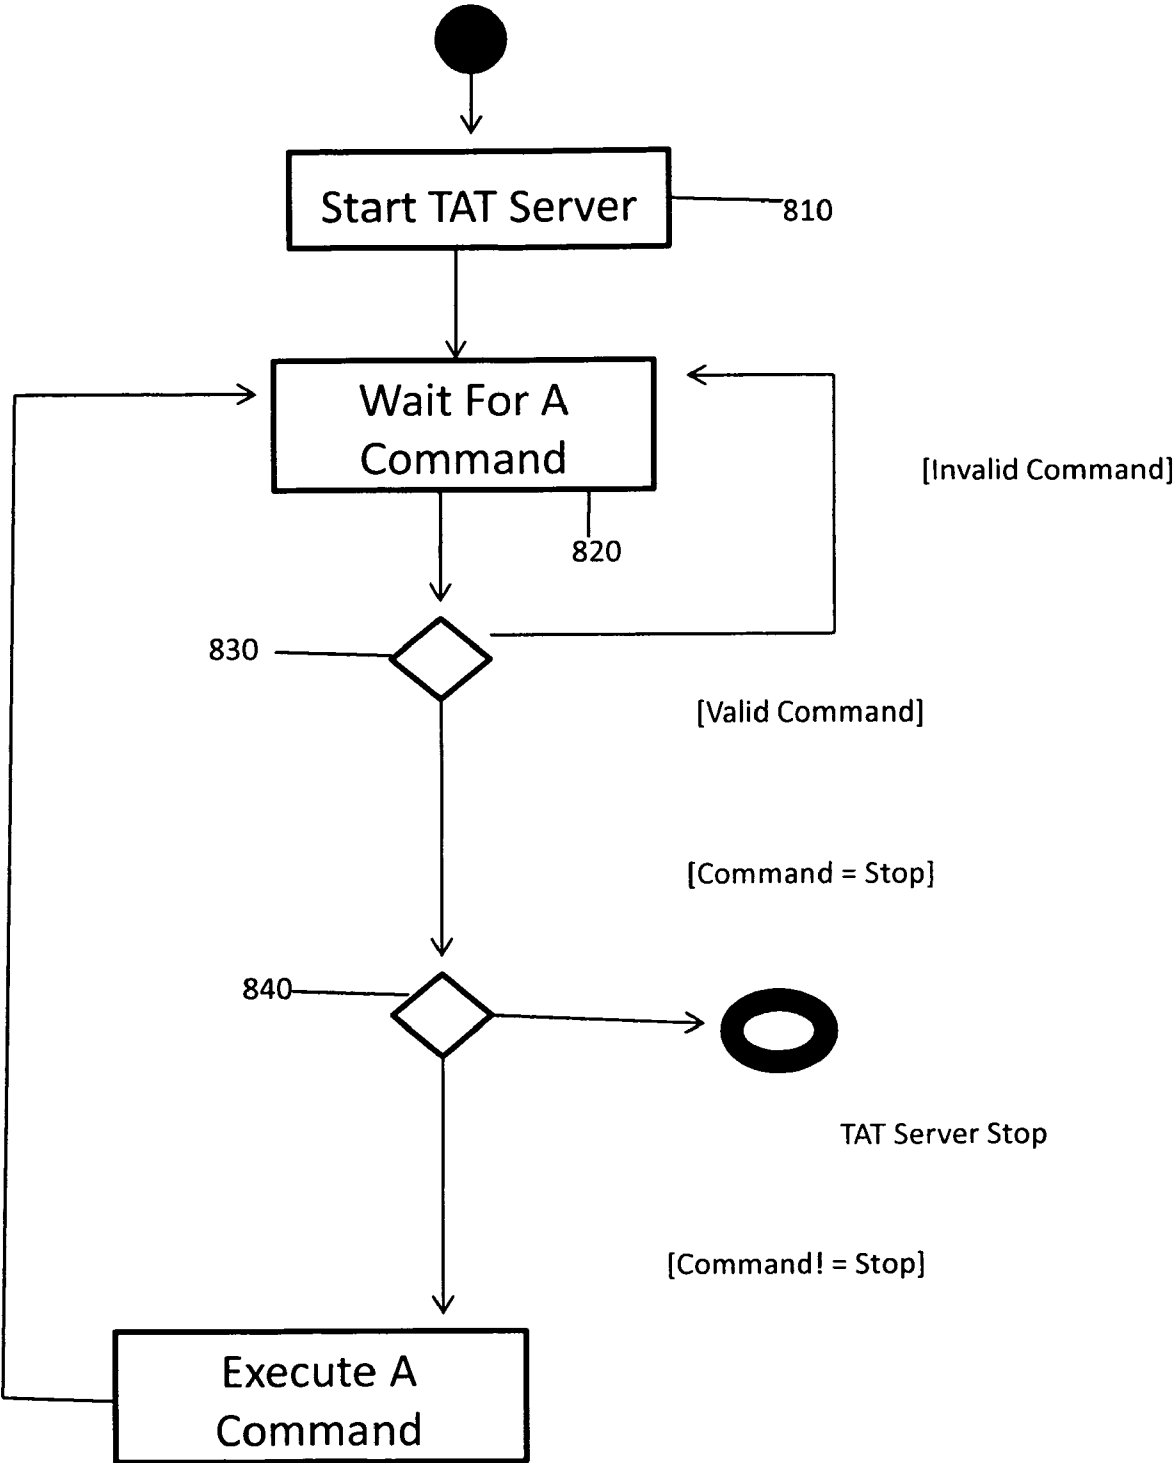 Start TAT Server
810
Wait For A
Command
[Invalid Command]
820
830
[Valid Command]
[Command = Stop]
840
TAT Server Stop
[Command! = Stop]
Execute A
Command